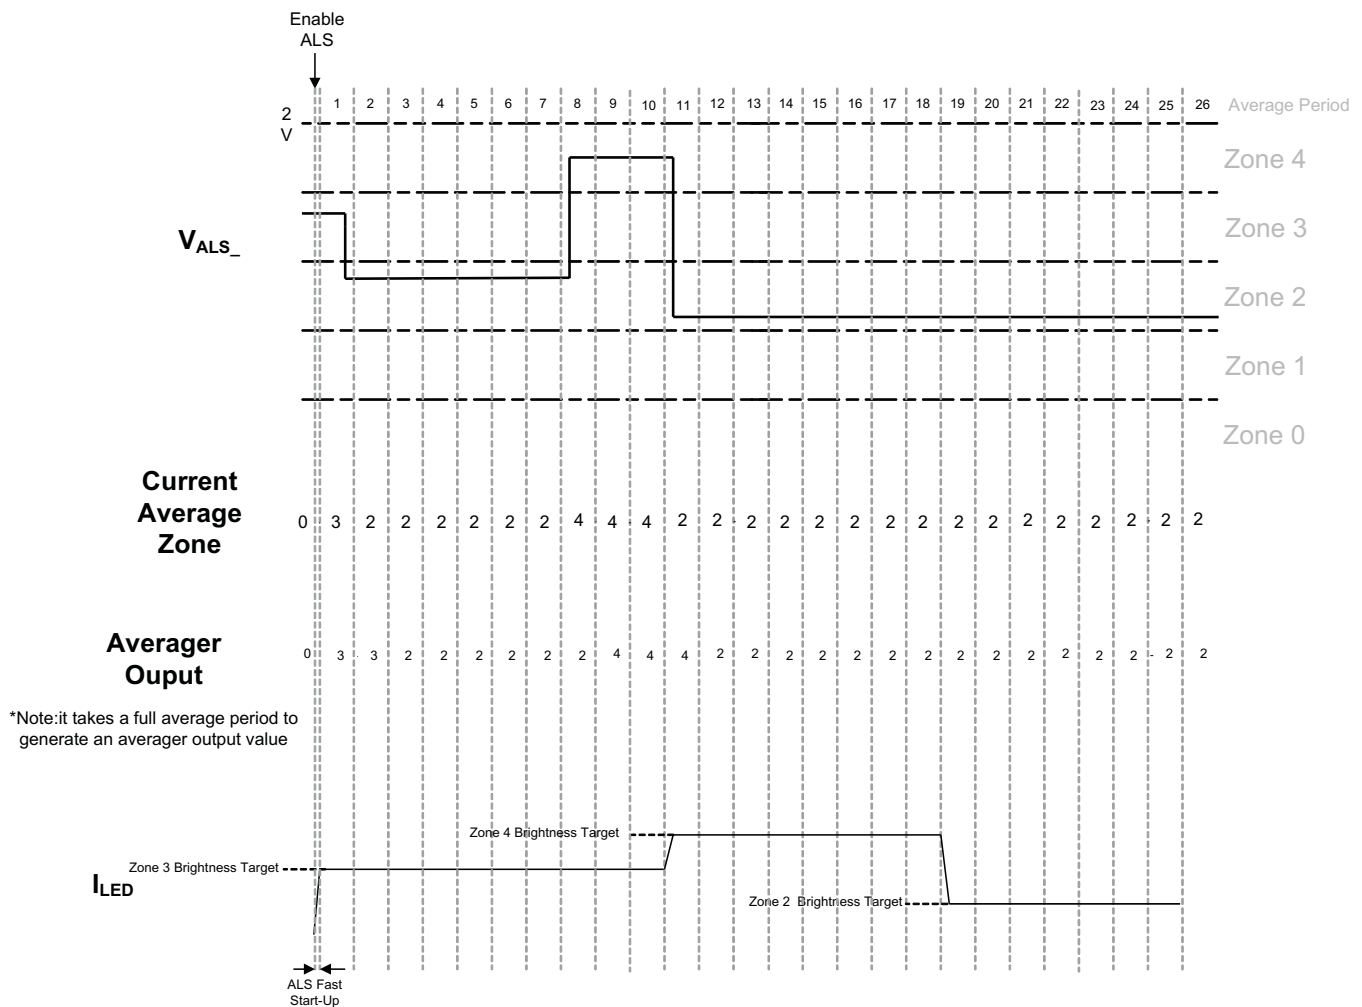 Enable
ALS
1 2 3 4 5 6 7 8 9 10 11 12 13 14 15 16 17 18 19 20 21 22 23 24 25 26 Average Period
2
V
Zone 4
Zone 3
VALS_
Zone 2
Zone 1
Zone 0
Current
Average
Zone
0 3 2 2 2 2 2 2 4 4 4 2 2 2 2 2 2 2 2 2 2 2 2 2 2 2 2
Averager
Ouput
0 3 3 2 2 2 2 2 2 4 4 4 2 2 2 2 2 2 2 2 2 2 2 2 2 2 2
*Note:it takes a full average period to
generate an averager output value
Zone 4 Brightness Target
Zone 3 Brightness Target
ILED
Zone 2 Brightness Target
ALS Fast
Start-Up